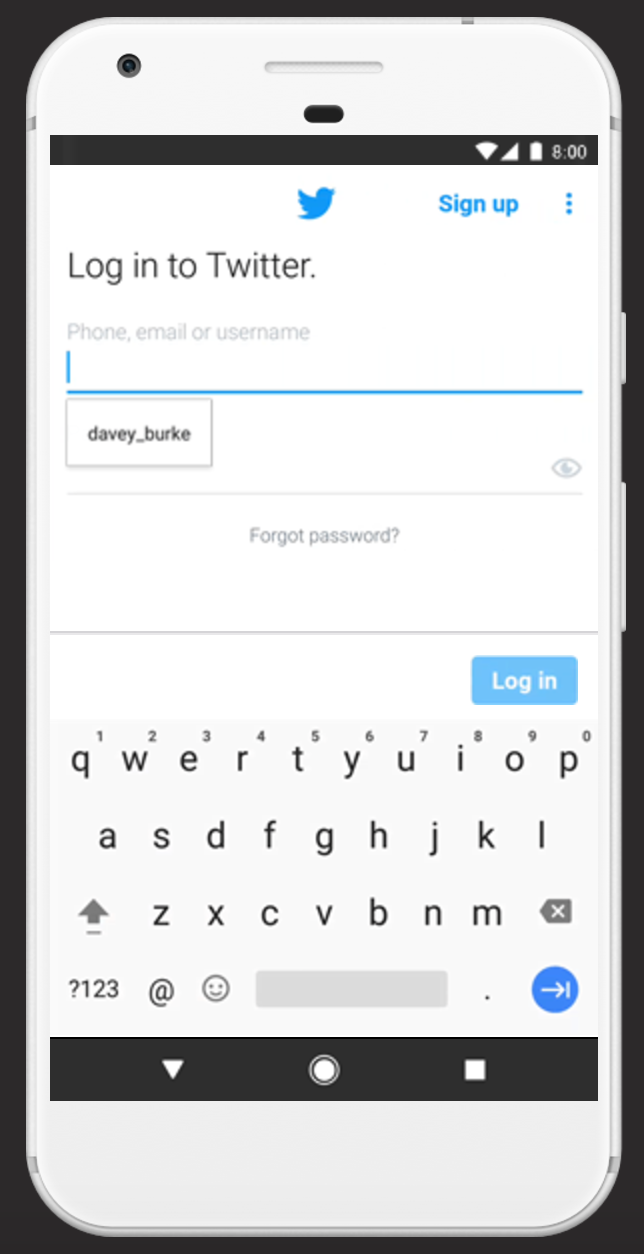 8:00
Sign up
Log in to Twitter.
Phone, email or username
davey_burke
Forgot password?
Log in
1 2 3 4 5 6 7 8 9 0
q w e r t y u i o p
a s d f g h j k l
z x c v b n m
?123 @ .